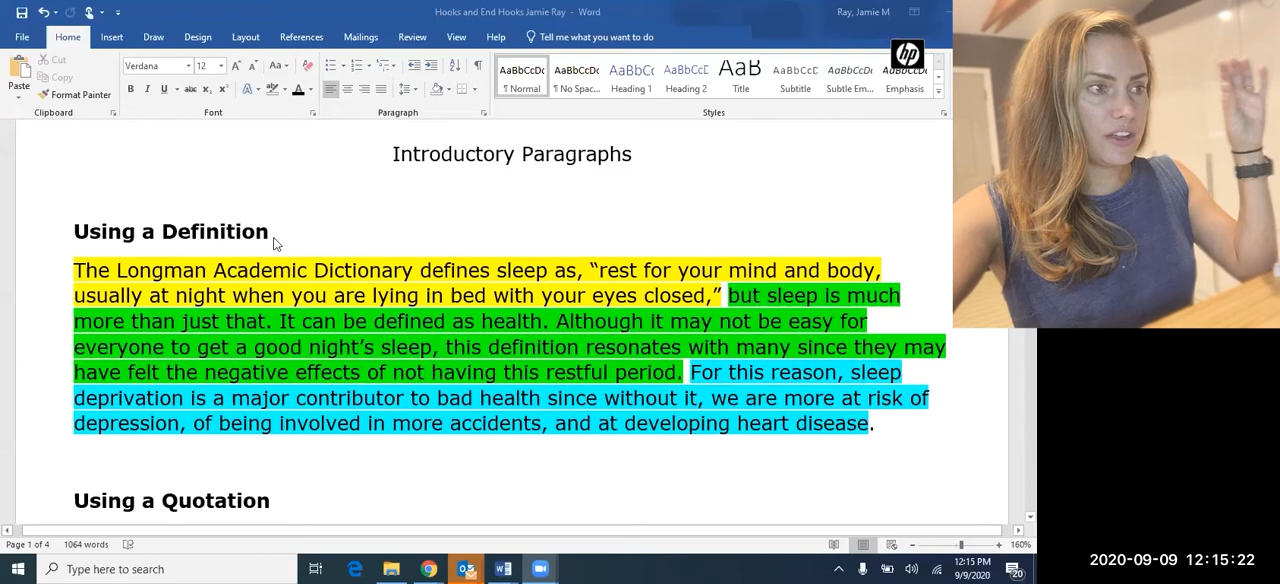 Hooks and End Hooks Jamie Ray - Word
Ray, Jamie M
File Home Insert Draw Design Layout References Mailings Review View Help Tell me what you want to do
Paste
Cut
Copy
Format Painter
Clipboard
Verdana 12
Font
Paragraph
AaBbCcDc AaBbCcDc AaBbCc AaBbCcD AaB AaBbCcD AaBbCcDc AaBbCcDc
¶ Normal ¶ No Spac... Heading 1 Heading 2 Title Subtitle Subtle Em... Emphasis
Styles
hp
Introductory Paragraphs
Using a Definition
The Longman Academic Dictionary defines sleep as, “rest for your mind and body,
usually at night when you are lying in bed with your eyes closed,” but sleep is much
more than just that. It can be defined as health. Although it may not be easy for
everyone to get a good night’s sleep, this definition resonates with many since they may
have felt the negative effects of not having this restful period. For this reason, sleep
deprivation is a major contributor to bad health since without it, we are more at risk of
depression, of being involved in more accidents, and at developing heart disease.
Using a Quotation
Page 1 of 4 1064 words 160%
Type here to search
12:15 PM
9/9/2020
20
2020-09-09 12:15:22